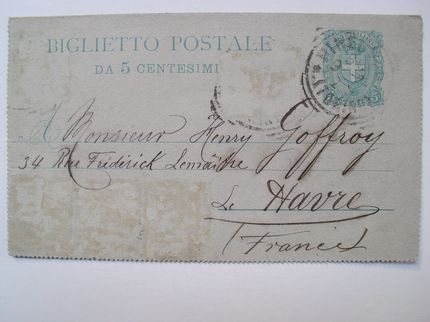 BIGLIETTO POSTALE
DA 5 CENTESIMI
A Monsieur Henry Goffroy
34 Rue Frédérick Lemaître
Le Havre
(France)